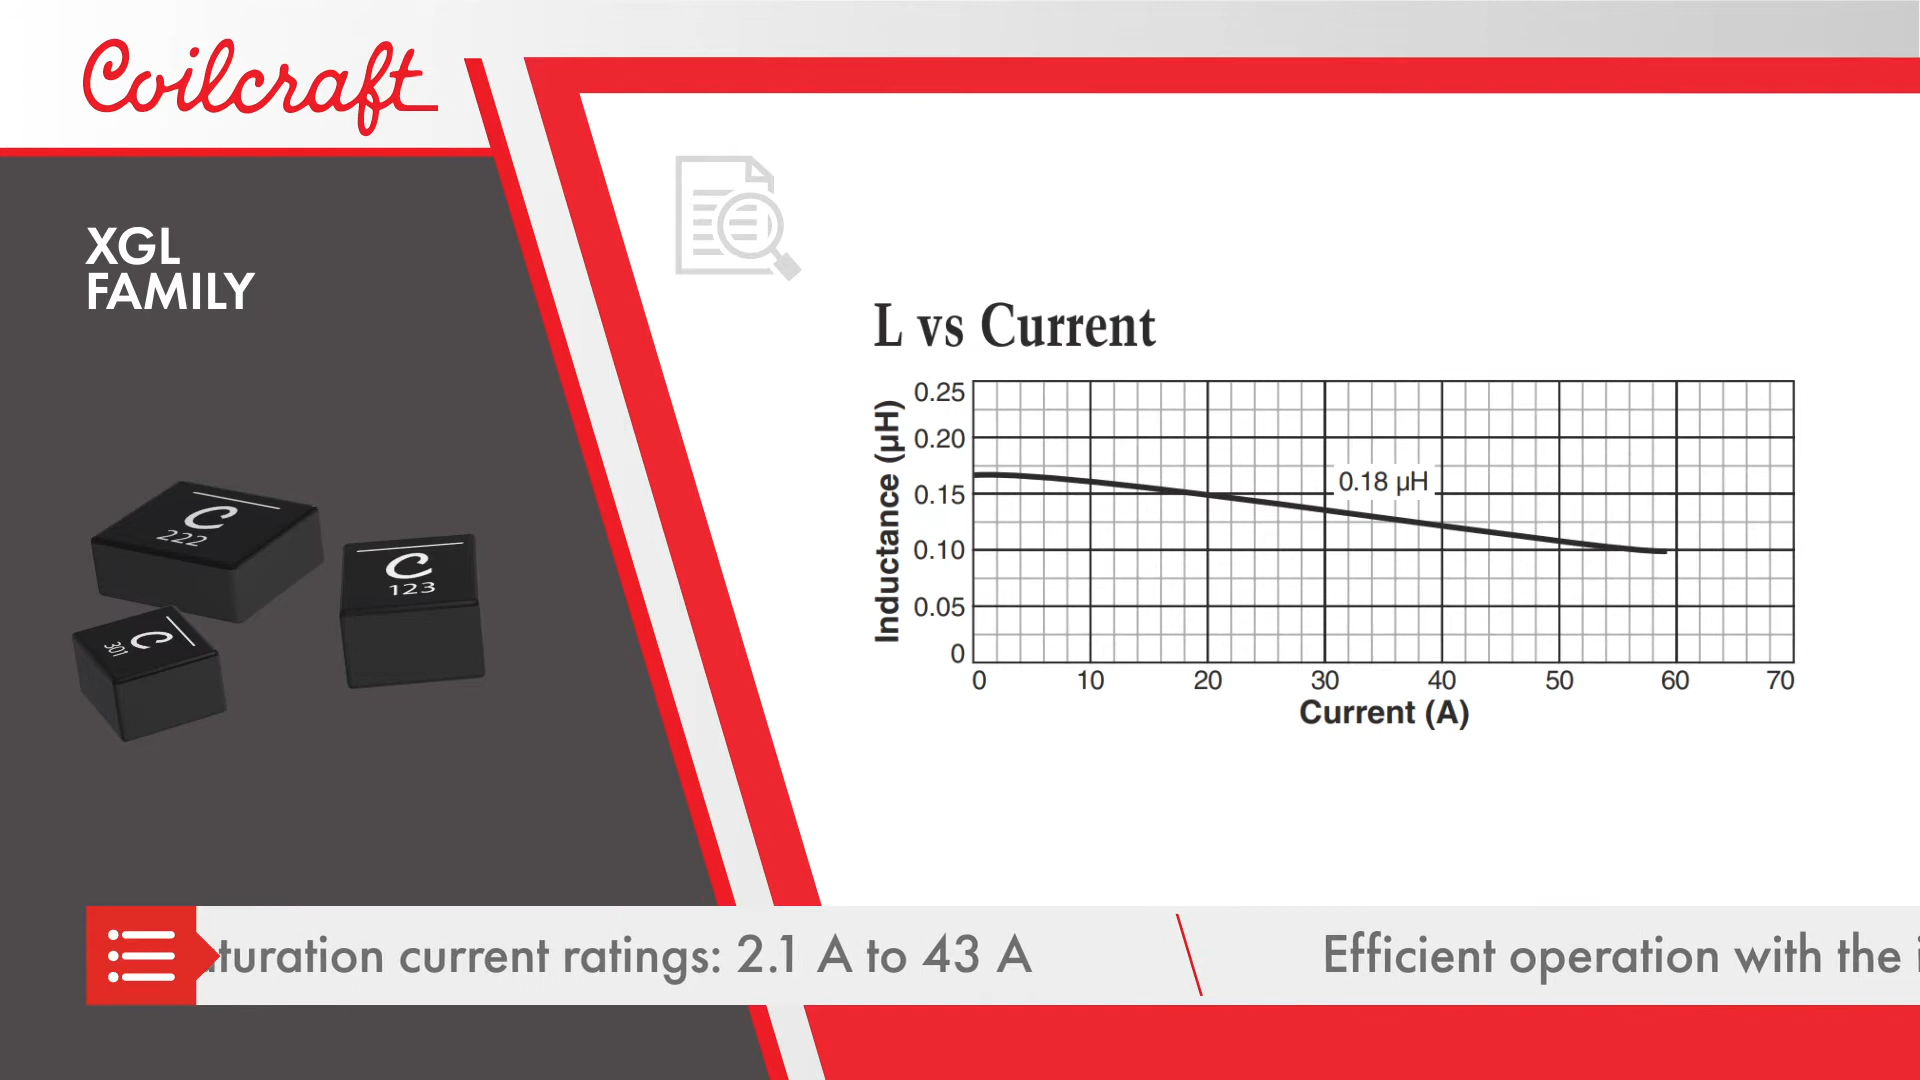 Coilcraft
XGL
FAMILY
C
222
C
123
C
301
L vs Current
Inductance (µH)
0.25
0.20
0.15
0.10
0.05
0
0.18 µH
0 10 20 30 40 50 60 70
Current (A)
turation current ratings: 2.1 A to 43 A
Efficient operation with the